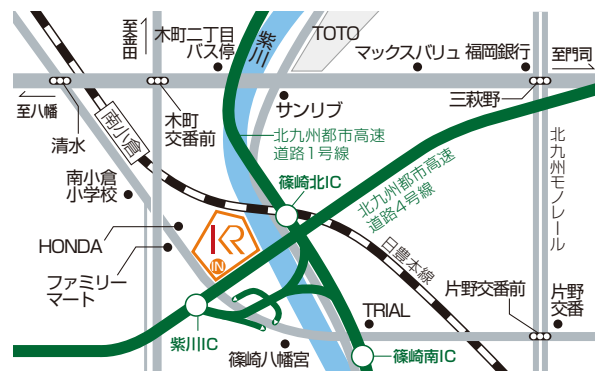 至金田
木町二丁目
バス停
紫川
TOTO
マックスバリュ
福岡銀行
至門司
至八幡
南小倉
清水
木町
交番前
サンリブ
三萩野
北九州都市高速
道路1号線
北九州モノレール
南小倉
小学校
篠崎北IC
北九州都市高速
道路4号線
HONDA
KR
IN
日豊本線
ファミリー
マート
片野交番前
片野
交番
TRIAL
紫川IC
篠崎八幡宮
篠崎南IC